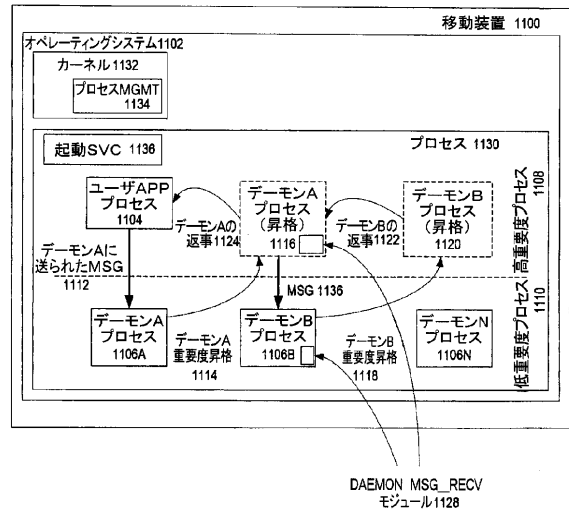 移動装置 1100
オペレーティングシステム1102
カーネル 1132
プロセスMGMT
1134
起動SVC 1136
プロセス 1130
ユーザAPP
プロセス
1104
デーモンAの
返事1124
デーモンA
プロセス
(昇格)
1116
デーモンBの
返事1122
デーモンB
プロセス
(昇格)
1120
高重要度プロセス
1108
デーモンAに
送られたMSG
1112
MSG 1136
デーモンA
プロセス
1106A
デーモンA
重要度昇格
1114
デーモンB
プロセス
1106B
デーモンB
重要度昇格
1118
デーモンN
プロセス
1106N
低重要度プロセス
1110
DAEMON MSG_RECV
モジュール1128